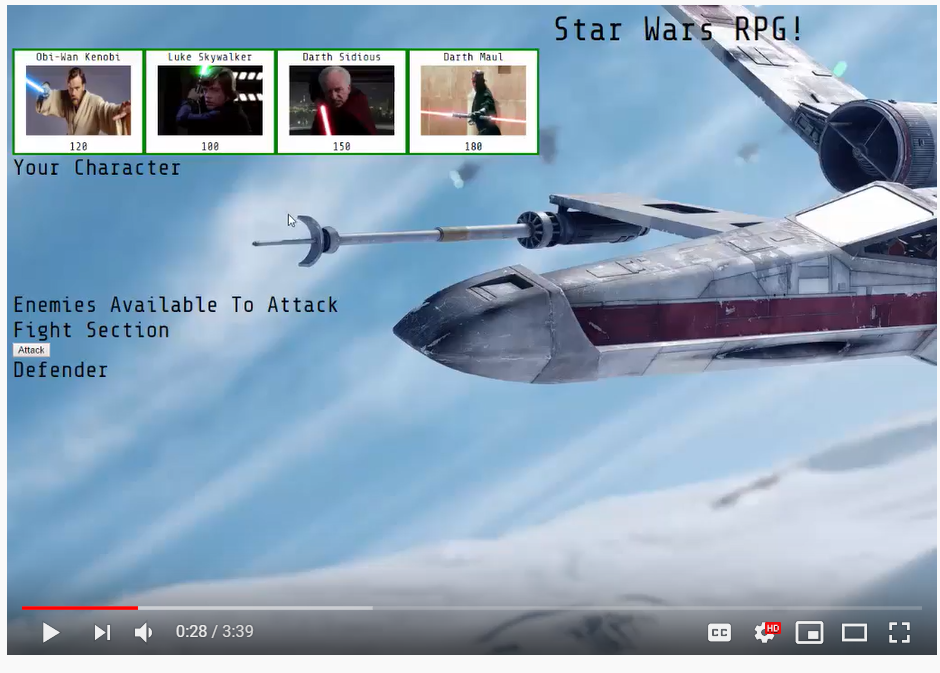 Star Wars RPG!
Obi-Wan Kenobi Luke Skywalker Darth Sidious Darth Maul
120 100 150 180
Your Character
Enemies Available To Attack
Fight Section
Attack
Defender
0:28 / 3:39
CC
HD